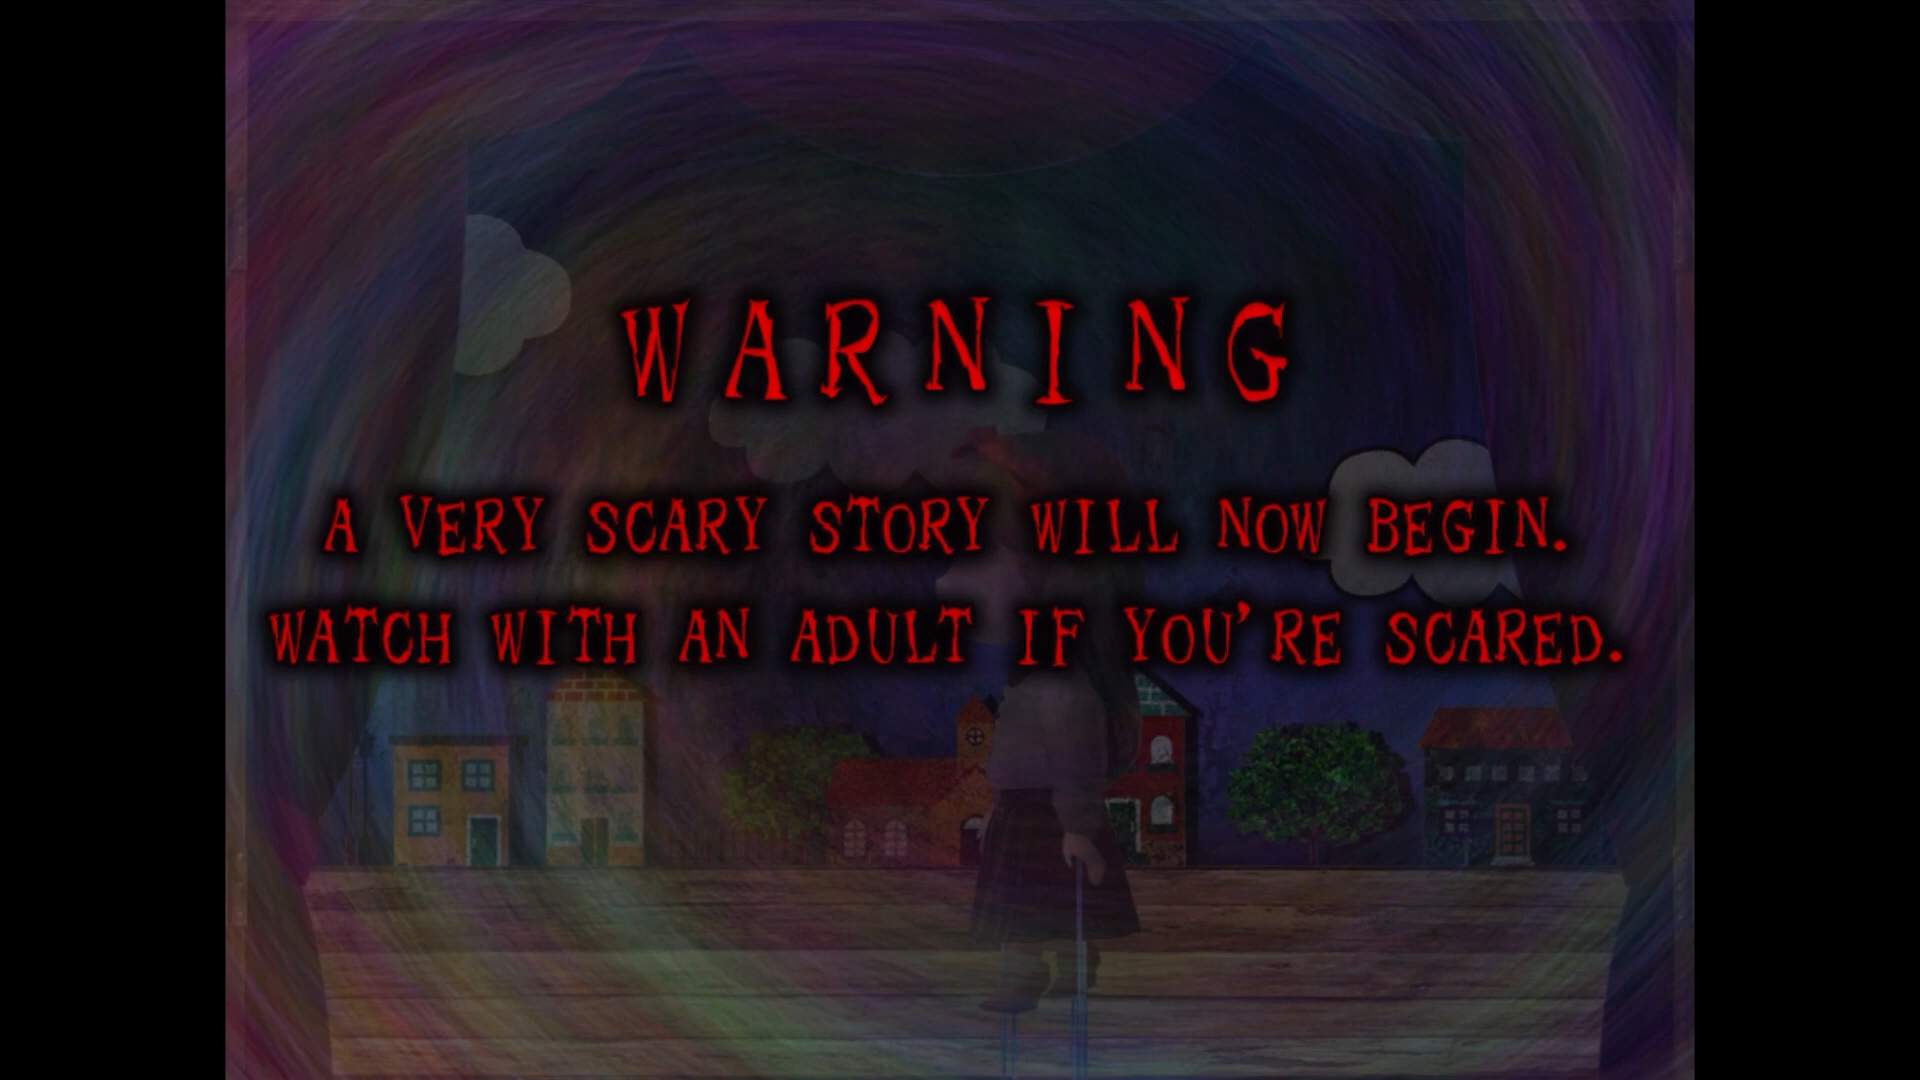 WARNING
A VERY SCARY STORY WILL NOW BEGIN.
WATCH WITH AN ADULT IF YOU'RE SCARED.